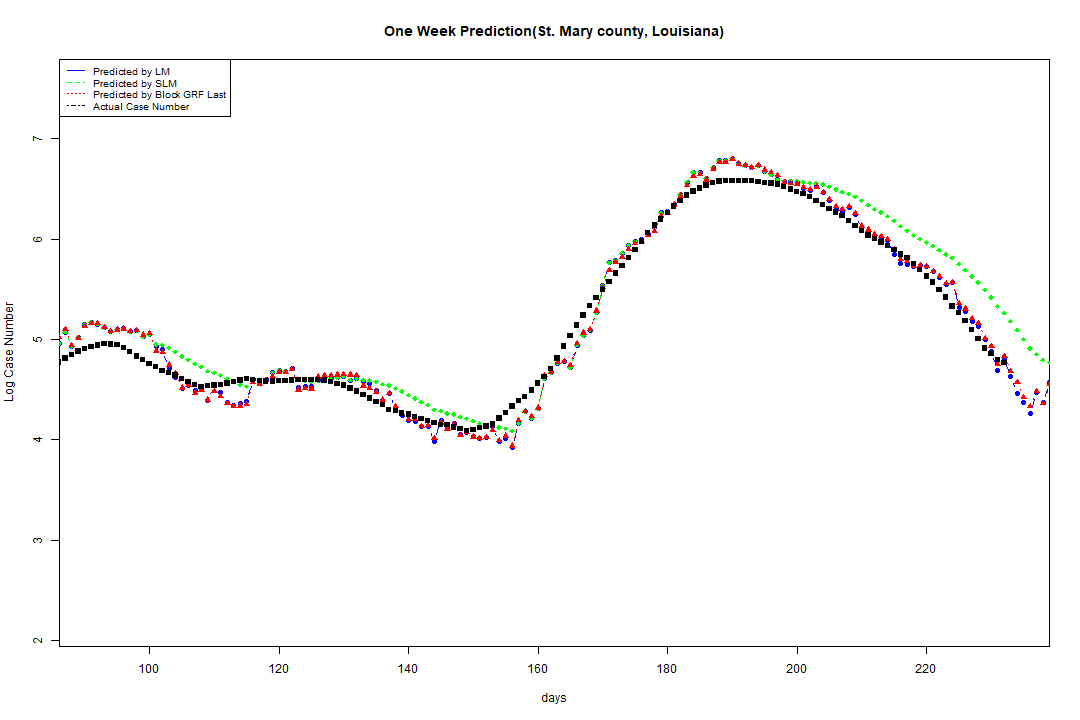 One Week Prediction(St. Mary county, Louisiana)
Predicted by LM
Predicted by SLM
Predicted by Block GRF Last
Actual Case Number
7
6
5
4
3
2
Log Case Number
100 120 140 160 180 200 220
days